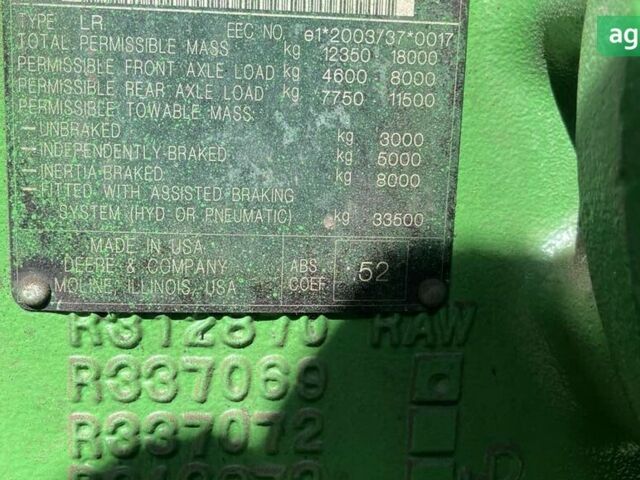 TYPE LR EEC NO. e1*2003/37*0017
TOTAL PERMISSIBLE MASS kg 12350 - 18000
PERMISSIBLE FRONT AXLE LOAD kg 4600 - 8000
PERMISSIBLE REAR AXLE LOAD kg 7750 - 11500
PERMISSIBLE TOWABLE MASS:
-UNBRAKED kg 3000
-INDEPENDENTLY-BRAKED kg 5000
-INERTIA-BRAKED kg 8000
-FITTED WITH ASSISTED BRAKING
SYSTEM (HYD OR PNEUMATIC) kg 33500
MADE IN USA
DEERE & COMPANY
MOLINE, ILLINOIS, USA
ABS
COEF
52
R312810 RAW
R337069
R337072
ag